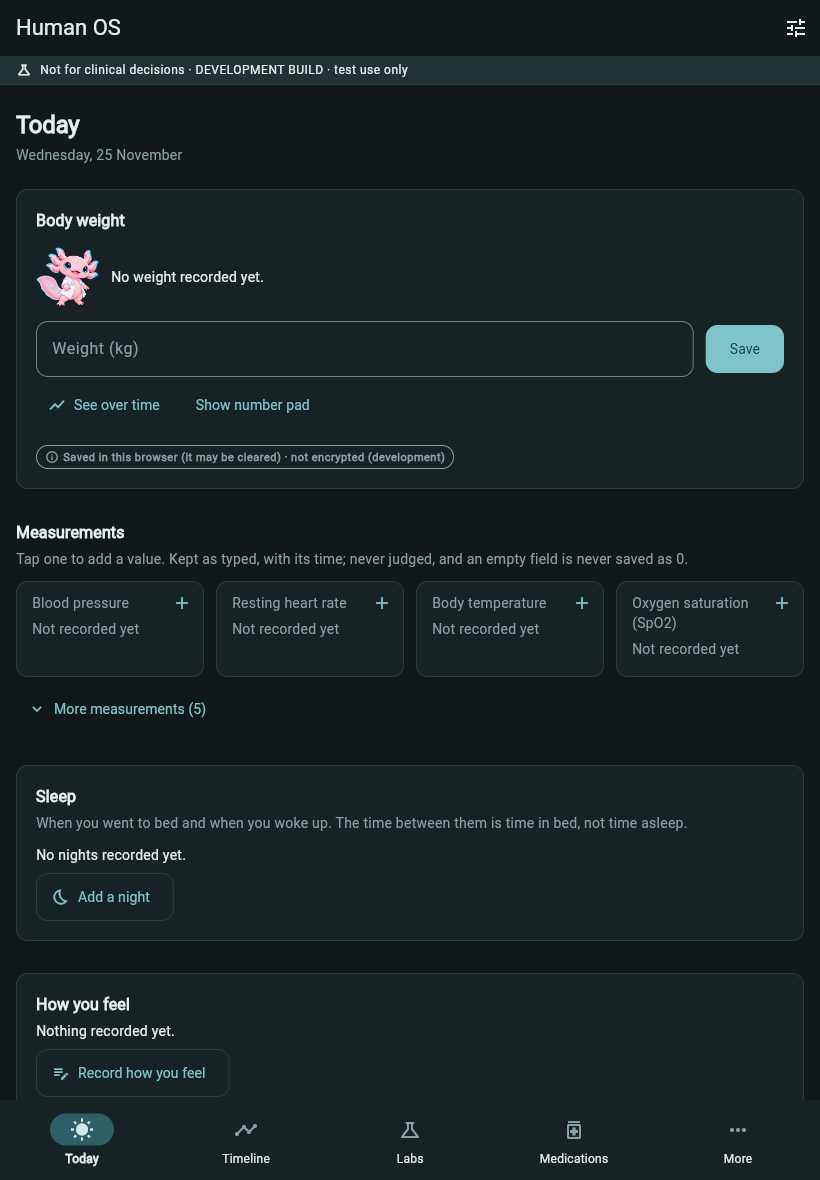 Human OS
Not for clinical decisions · DEVELOPMENT BUILD · test use only
Today
Wednesday, 25 November
Body weight
No weight recorded yet.
Weight (kg)
Save
See over time
Show number pad
Saved in this browser (it may be cleared) · not encrypted (development)
Measurements
Tap one to add a value. Kept as typed, with its time; never judged, and an empty field is never saved as 0.
Blood pressure
Not recorded yet
Resting heart rate
Not recorded yet
Body temperature
Not recorded yet
Oxygen saturation
(SpO2)
Not recorded yet
More measurements (5)
Sleep
When you went to bed and when you woke up. The time between them is time in bed, not time asleep.
No nights recorded yet.
Add a night
How you feel
Nothing recorded yet.
Record how you feel
Today
Timeline
Labs
Medications
More